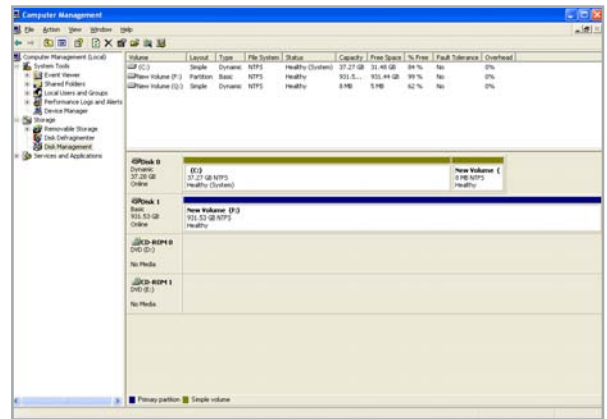 Computer Management
File Action View Window Help
Computer Management (Local)
System Tools
Event Viewer
Shared Folders
Local Users and Groups
Performance Logs and Alerts
Device Manager
Storage
Removable Storage
Disk Defragmenter
Disk Management
Services and Applications
Volume Layout Type File System Status Capacity Free Space % Free Fault Tolerance Overhead
(C:) Simple Dynamic NTFS Healthy (System) 37.27 GB 31.48 GB 84 % No 0%
New Volume (F:) Partition Basic NTFS Healthy 931.5... 931.44 GB 99 % No 0%
New Volume (Q:) Simple Dynamic NTFS Healthy 8 MB 5 MB 62 % No 0%
Disk 0
Dynamic
37.28 GB
Online
(C:)
37.27 GB NTFS
Healthy (System)
New Volume (
8 MB NTFS
Healthy
Disk 1
Basic
931.53 GB
Online
New Volume (F:)
931.53 GB NTFS
Healthy
CD-ROM 0
DVD (D:)
No Media
CD-ROM 1
DVD (E:)
No Media
Primary partition Simple volume